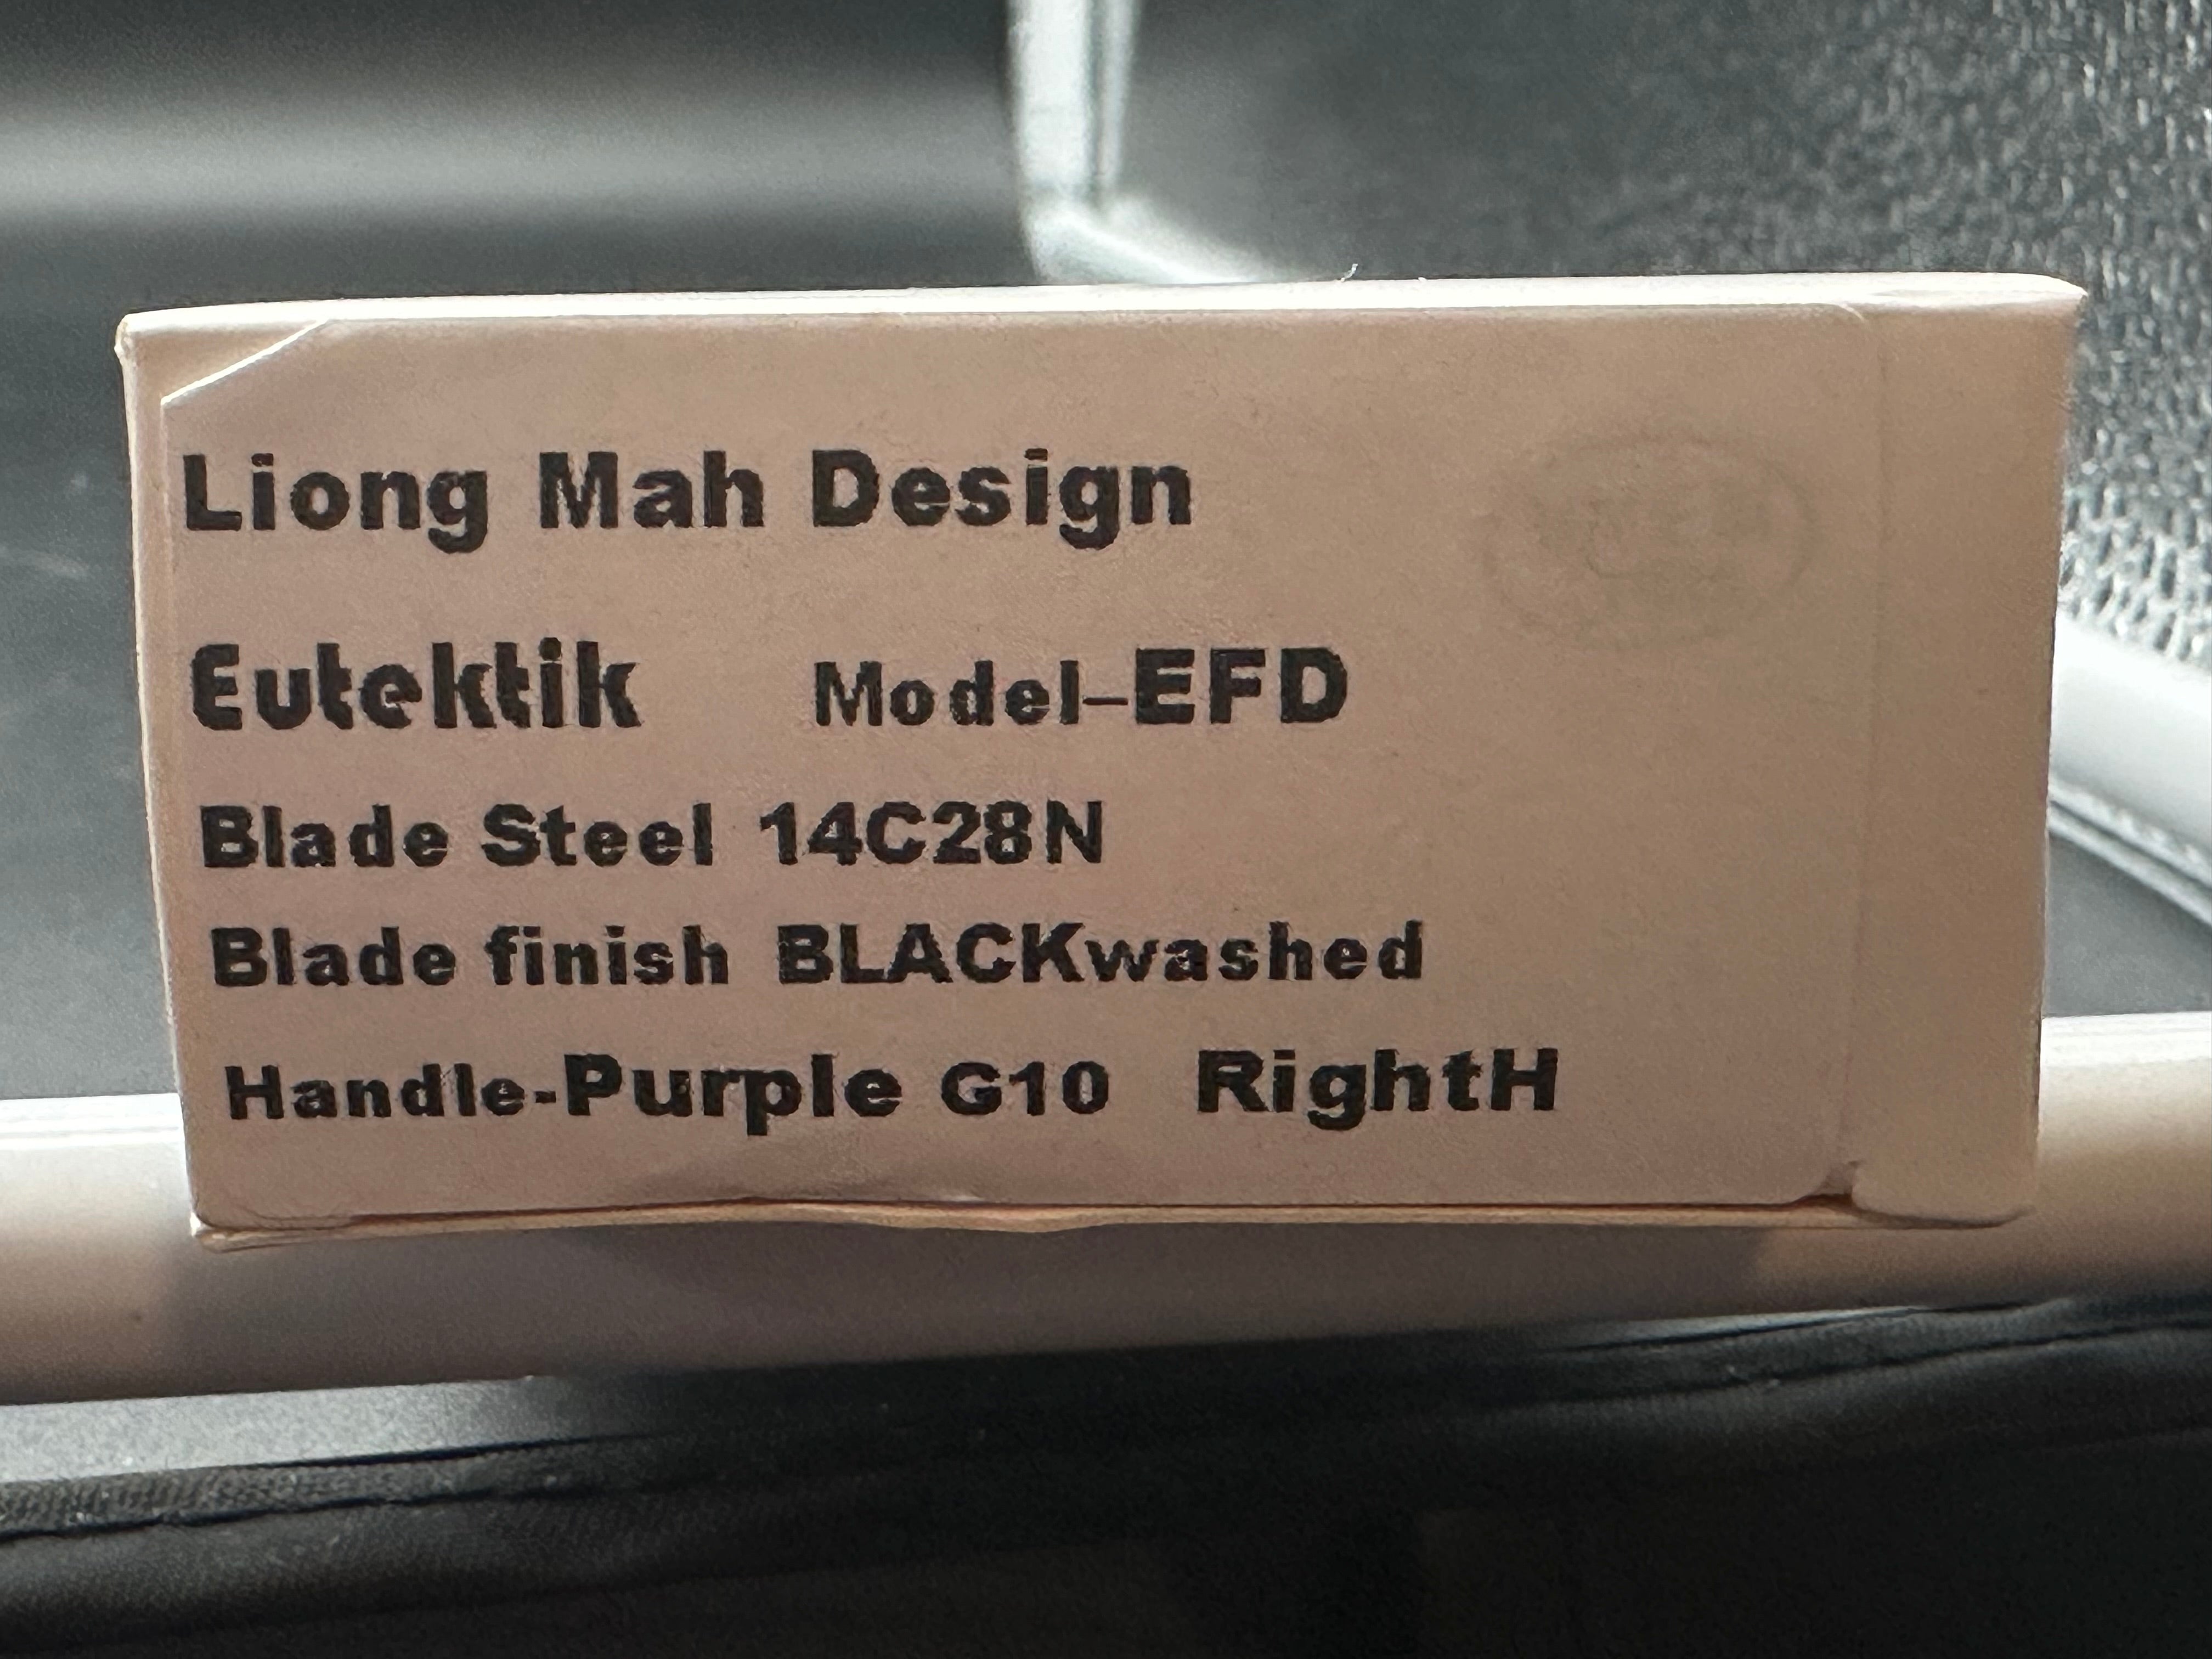 Liong Mah Design
Eutektik Model–EFD
Blade Steel 14C28N
Blade finish BLACKwashed
Handle-Purple G10 RightH